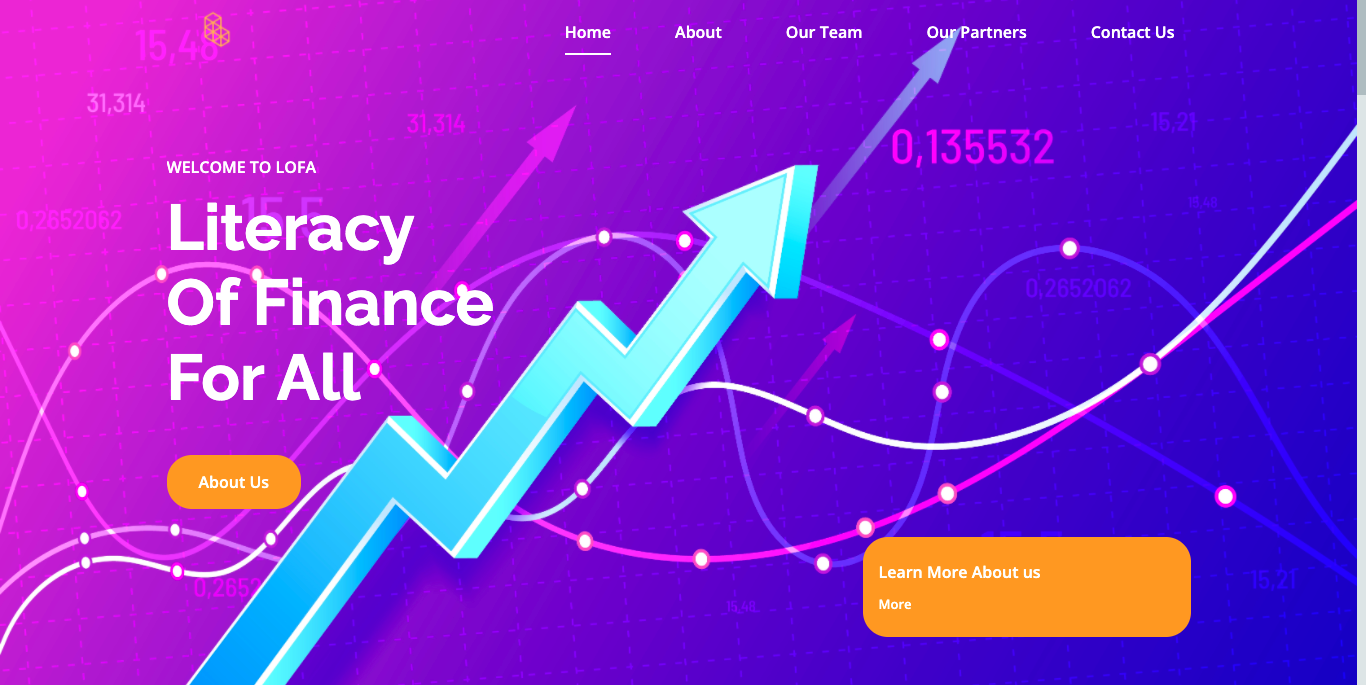 Home About Our Team Our Partners Contact Us
15,48
31,314
31,314
0,135532
15,21
WELCOME TO LOFA
15,48
0,2652062
15,5
Literacy
Of Finance
0,2652062
For All
About Us
Learn More About us
More
0,2652
15,48
15,21